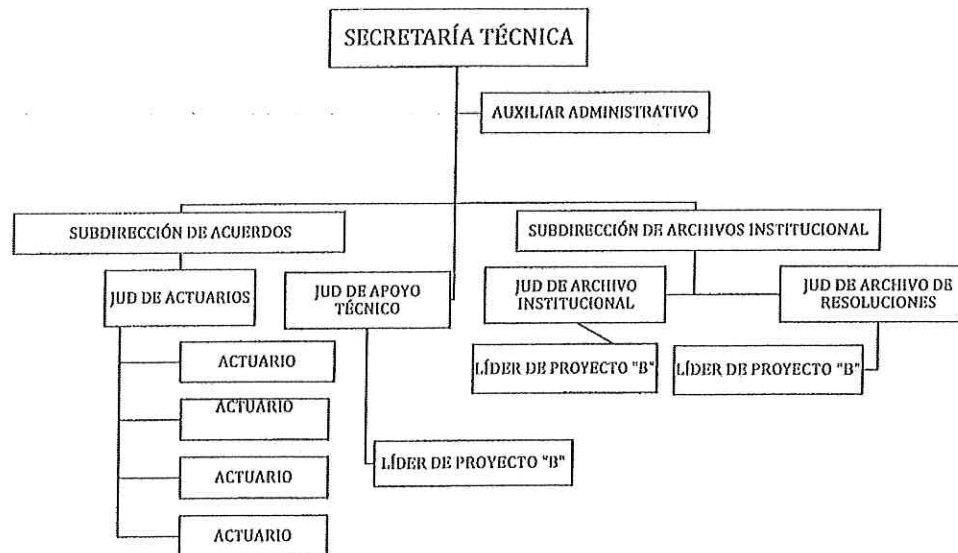 SECRETARÍA TÉCNICA
AUXILIAR ADMINISTRATIVO
SUBDIRECCIÓN DE ACUERDOS
SUBDIRECCIÓN DE ARCHIVOS INSTITUCIONAL
JUD DE ACTUARIOS
JUD DE APOYO
TÉCNICO
JUD DE ARCHIVO
INSTITUCIONAL
JUD DE ARCHIVO DE
RESOLUCIONES
ACTUARIO
ACTUARIO
ACTUARIO
ACTUARIO
LÍDER DE PROYECTO "B"
LÍDER DE PROYECTO "B"
LÍDER DE PROYECTO "B"